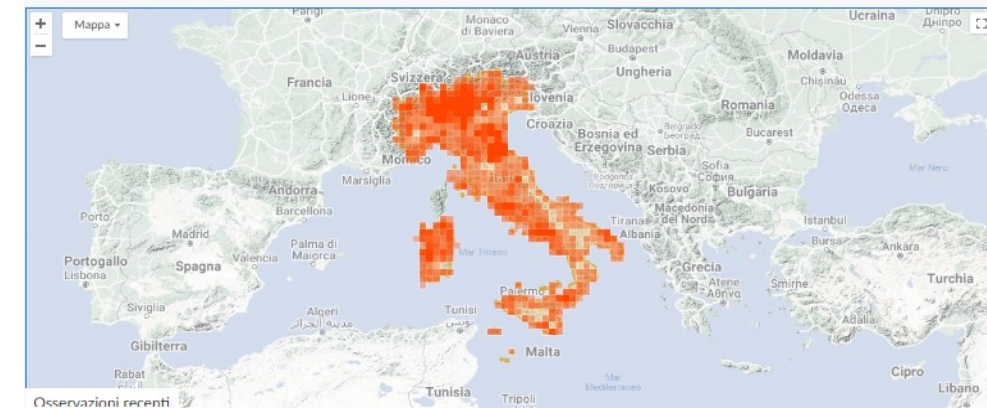 Parigi
Dnipro
Ucraina
Дніпро
+
Mappa
Monaco
di Baviera
Vienna
Slovacchia
−
Austria
Budapest
Ungheria
Moldavia
Chișinău
Francia
Svizzera
Lione
lovenia
Odessa
Одеса
Croazia
Romania
Bosnia ed
Erzegovina
Belgrado
Београд
Serbia
Bucarest
Monaco
Marsiglia
Sofia
София
Mar Nero
Andorra
Kosovo
Bulgaria
Barcellona
Macedonia
del Nord
Porto
Tirana
Istanbul
Madrid
Albania
Bursa
Ankara
Portogallo
Lisbona
Spagna
Valencia
Palma di
Maiorca
Mar Tirreno
Grecia
Atene
Αθήνα
Smirne
Turchia
Siviglia
Palermo
Algeri
مدينة الجزائر
Tunisi
تونس
Adalia
Gibilterra
Malta
Rabat
Mar
Mediterraneo
Cipro
Libano
Tunisia
Tripoli
Osservazioni recenti